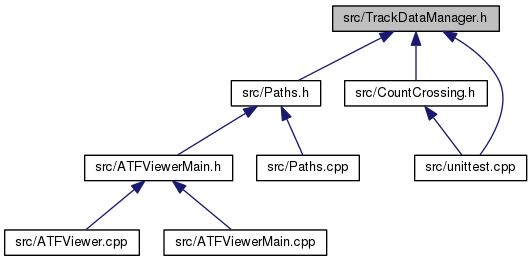 src/TrackDataManager.h
src/Paths.h
src/CountCrossing.h
src/ATFViewerMain.h
src/Paths.cpp
src/unittest.cpp
src/ATFViewer.cpp
src/ATFViewerMain.cpp